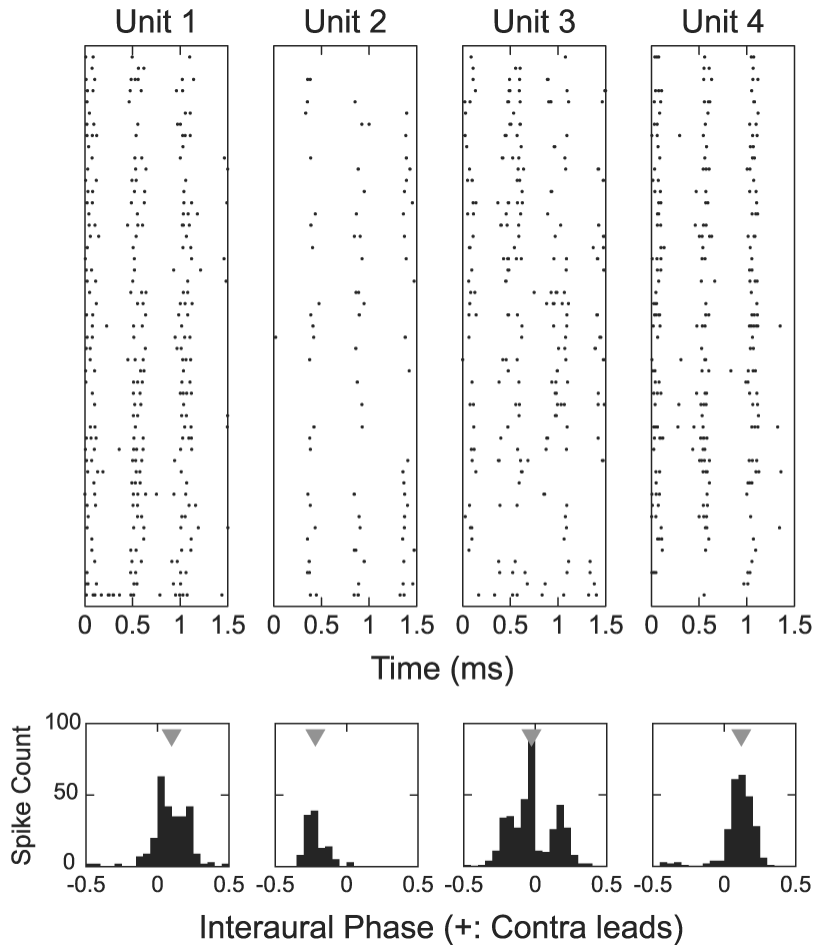 Unit 1 Unit 2 Unit 3 Unit 4
0 0.5 1 1.5 0 0.5 1 1.5 0 0.5 1 1.5 0 0.5 1 1.5
Time (ms)
100
50
0
Spike Count
-0.5 0 0.5 -0.5 0 0.5 -0.5 0 0.5 -0.5 0 0.5
Interaural Phase (+: Contra leads)